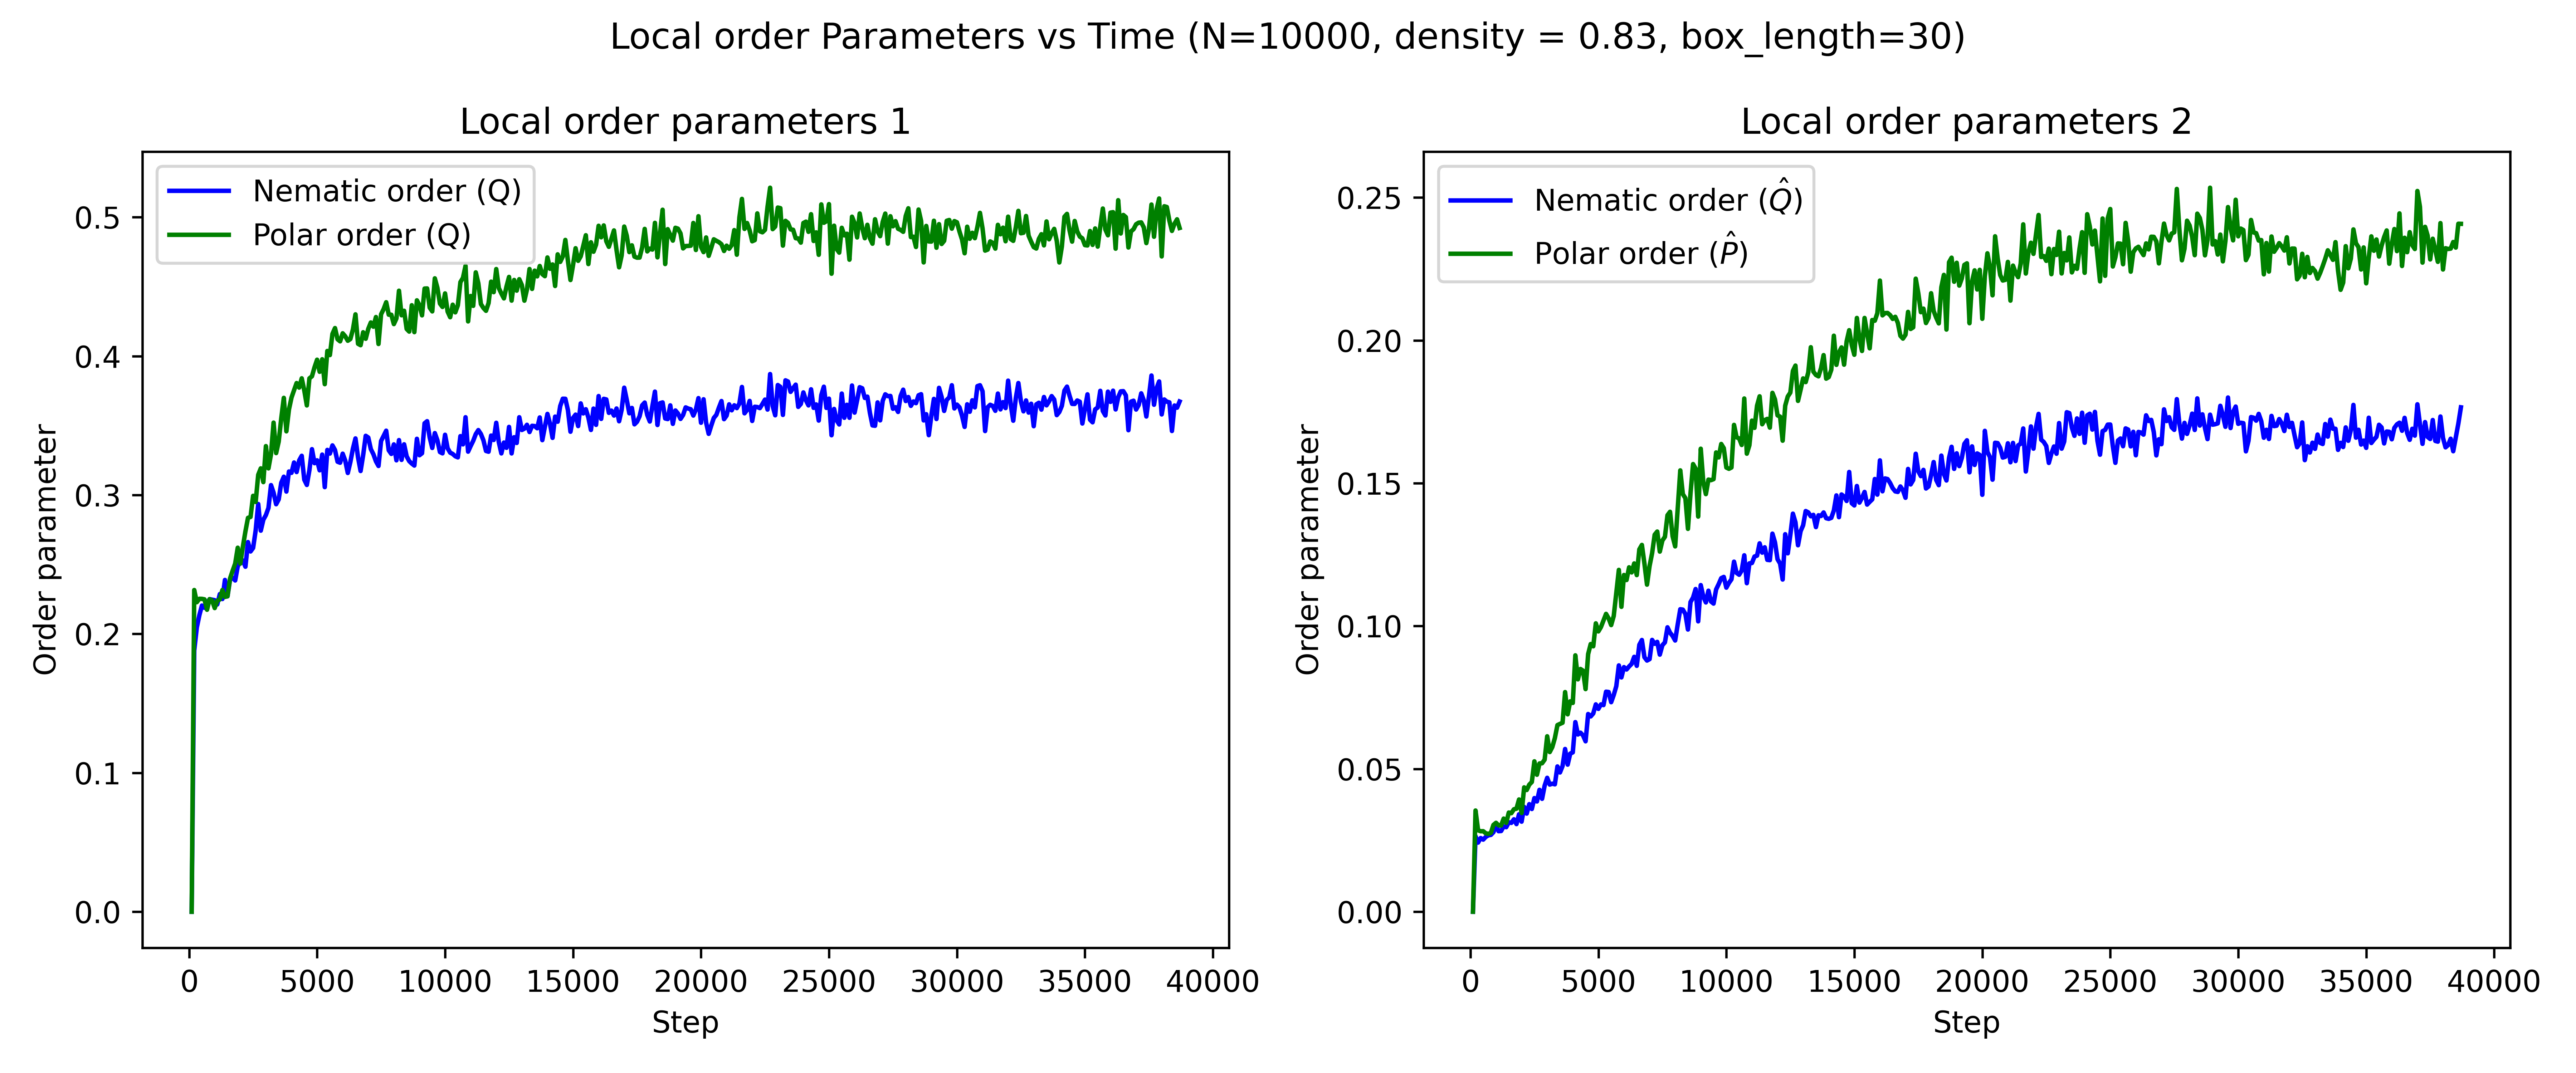 Local order Parameters vs Time (N=10000, density = 0.83, box_length=30)
Local order parameters 1
Nematic order (Q)
Polar order (Q)
0.5
0.4
0.3
0.2
0.1
0.0
Order parameter
0 5000 10000 15000 20000 25000 30000 35000 40000
Step
Local order parameters 2
Nematic order (Q̂)
Polar order (P̂)
0.25
0.20
0.15
0.10
0.05
0.00
Order parameter
0 5000 10000 15000 20000 25000 30000 35000 40000
Step